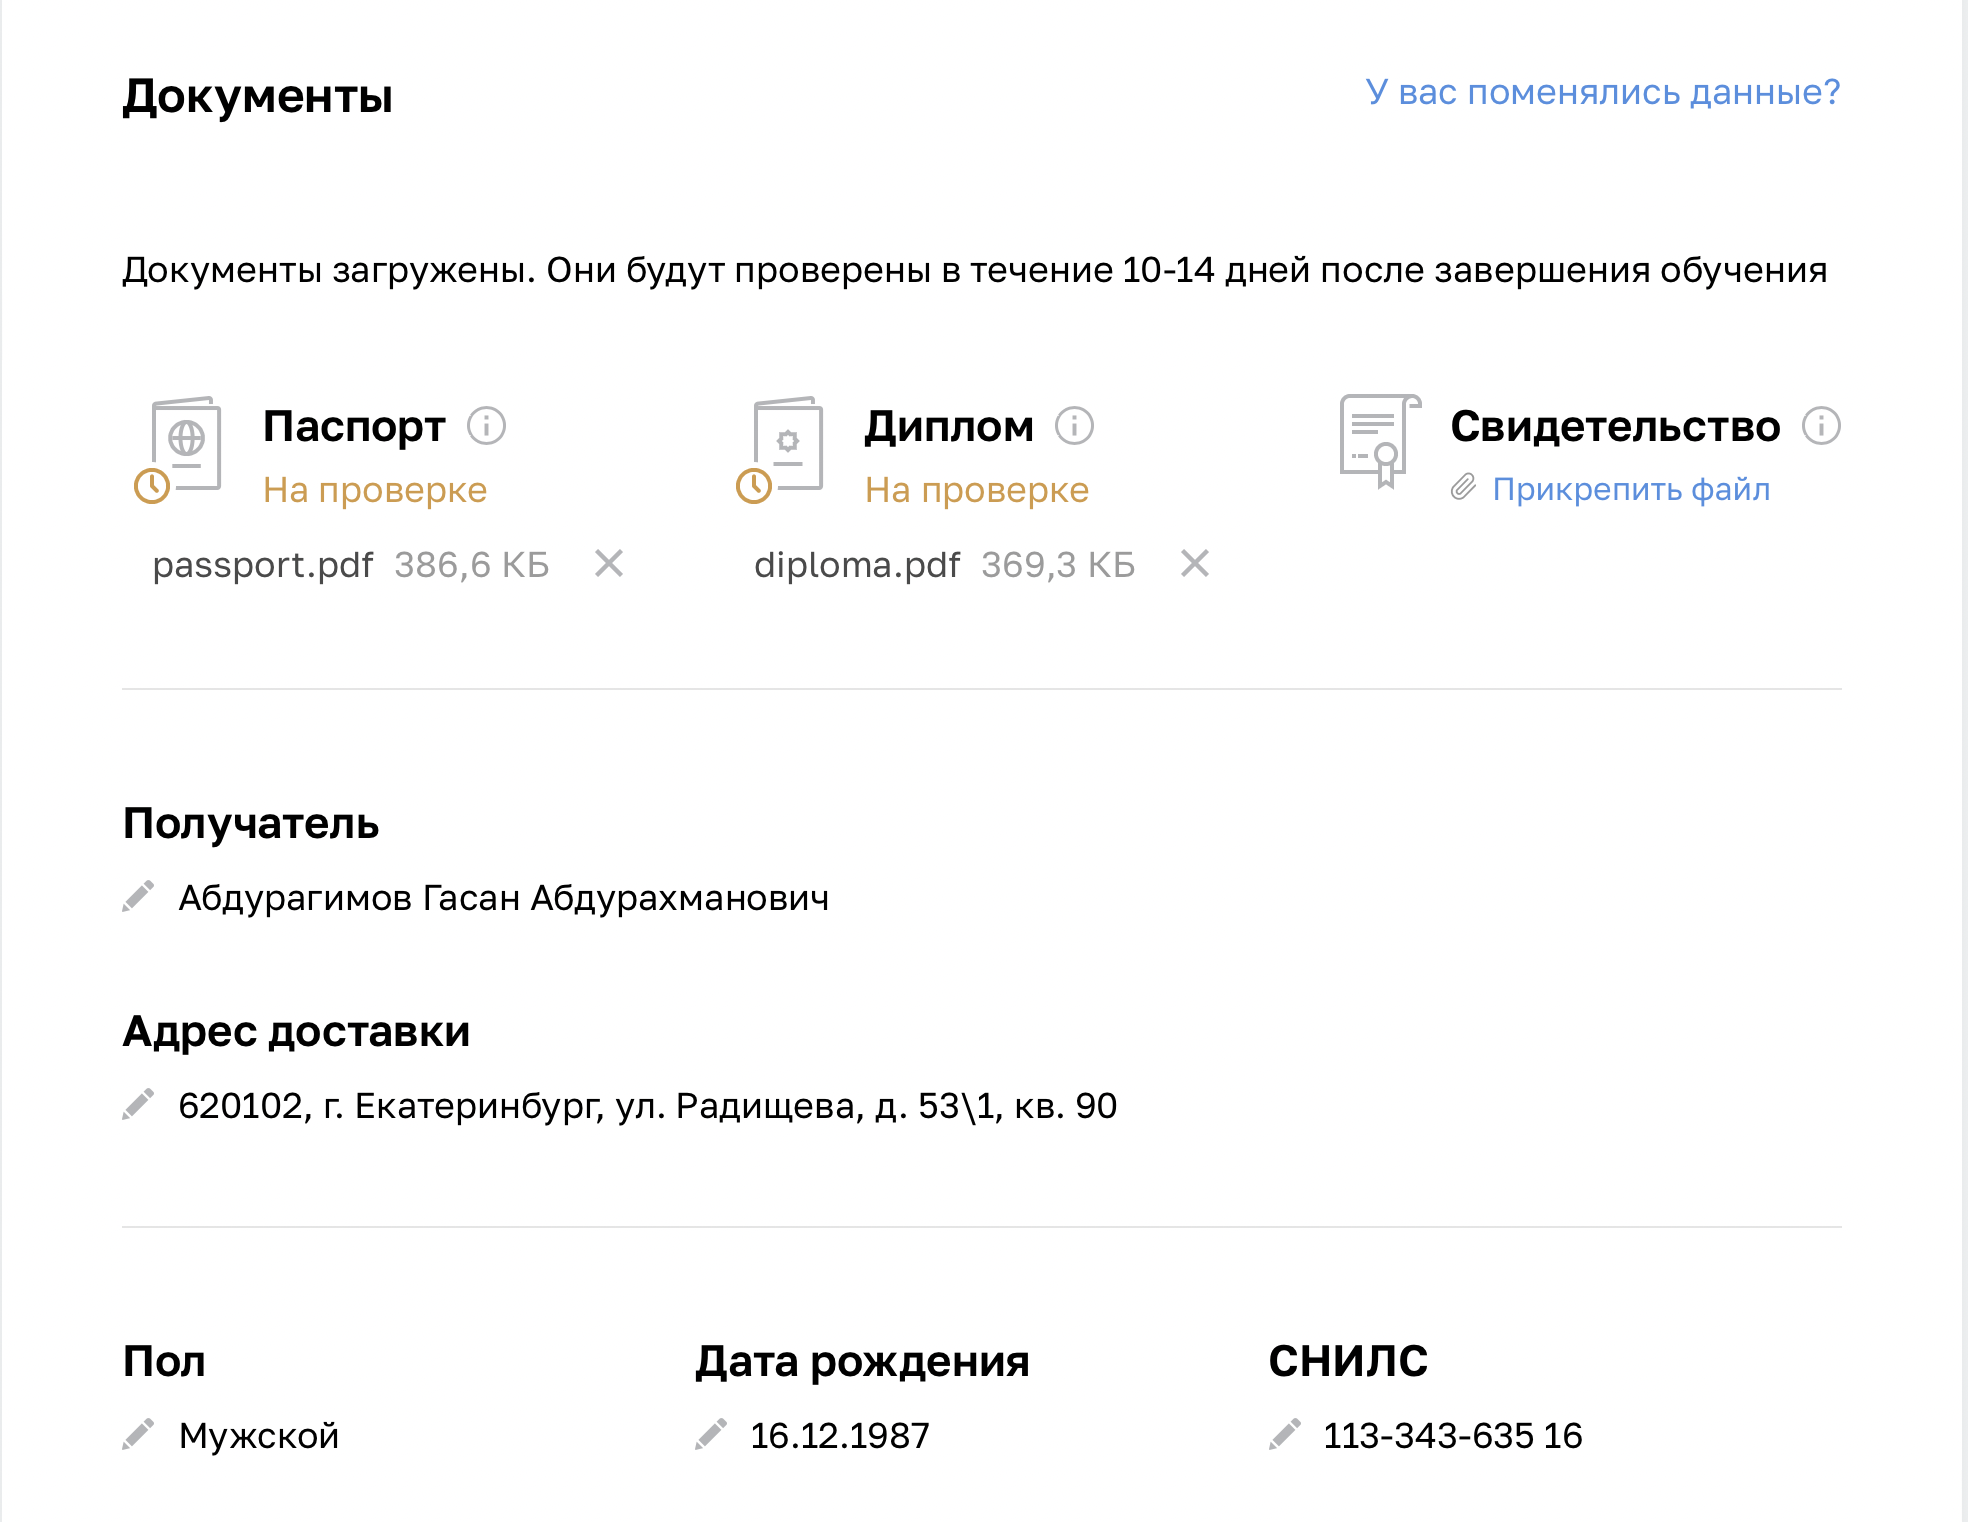 Документы
У вас поменялись данные?
Документы загружены. Они будут проверены в течение 10-14 дней после завершения обучения
Паспорт
На проверке
passport.pdf 386,6 КБ
Диплом
На проверке
diploma.pdf 369,3 КБ
Свидетельство
Прикрепить файл
Получатель
Абдурагимов Гасан Абдурахманович
Адрес доставки
620102, г. Екатеринбург, ул. Радищева, д. 53\1, кв. 90
Пол
Мужской
Дата рождения
16.12.1987
СНИЛС
113-343-635 16